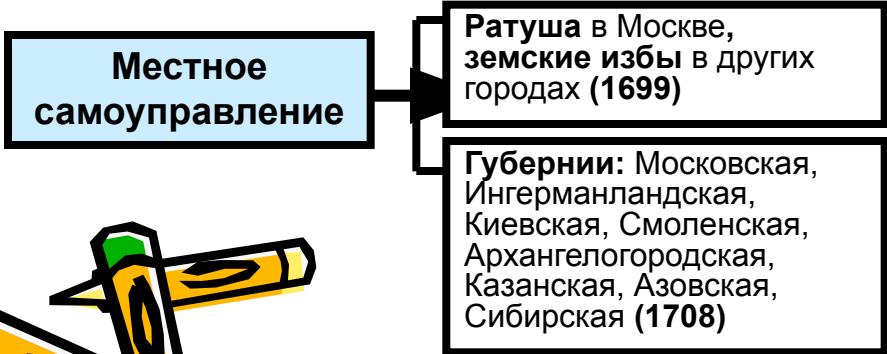 Местное
самоуправление
Ратуша в Москве,
земские избы в других
городах (1699)
Губернии: Московская,
Ингерманландская,
Киевская, Смоленская,
Архангелогородская,
Казанская, Азовская,
Сибирская (1708)